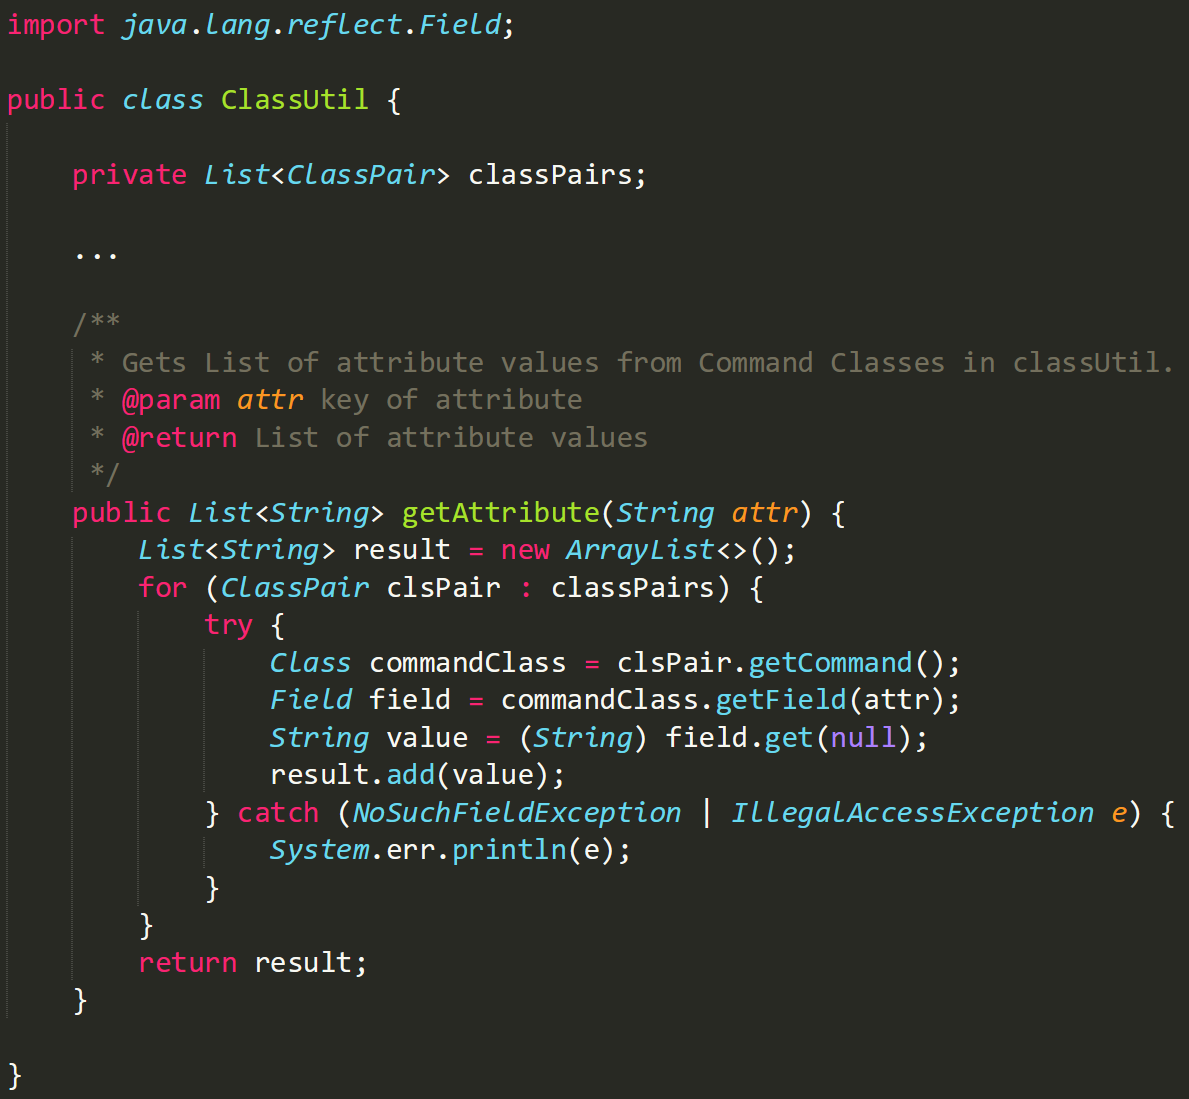 import java.lang.reflect.Field;
public class ClassUtil {
    private List<ClassPair> classPairs;
    ...
    /**
     * Gets List of attribute values from Command Classes in classUtil.
     * @param attr key of attribute
     * @return List of attribute values
     */
    public List<String> getAttribute(String attr) {
        List<String> result = new ArrayList<>();
        for (ClassPair clsPair : classPairs) {
            try {
                Class commandClass = clsPair.getCommand();
                Field field = commandClass.getField(attr);
                String value = (String) field.get(null);
                result.add(value);
            } catch (NoSuchFieldException | IllegalAccessException e) {
                System.err.println(e);
            }
        }
        return result;
    }
}